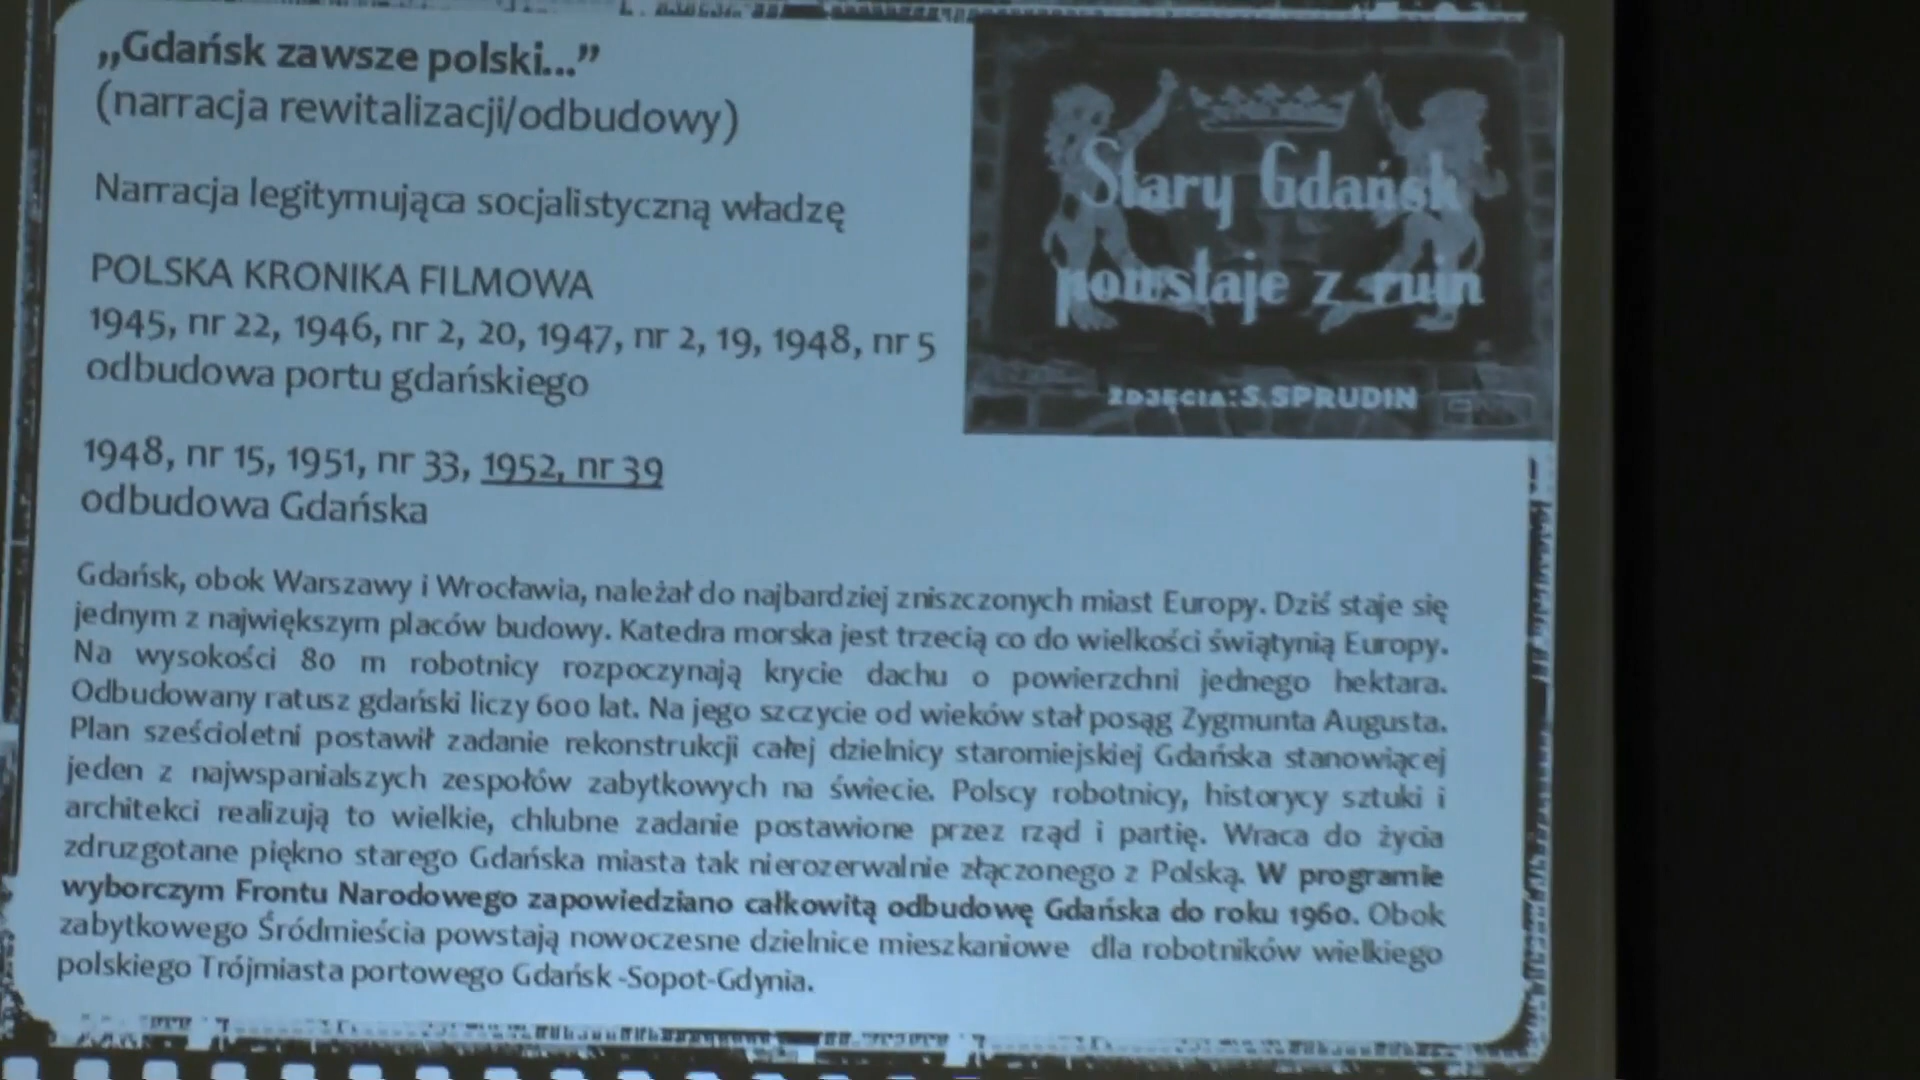 „Gdańsk zawsze polski...”
(narracja rewitalizacji/odbudowy)
Narracja legitymująca socjalistyczną władzę
POLSKA KRONIKA FILMOWA
1945, nr 22, 1946, nr 2, 20, 1947, nr 2, 19, 1948, nr 5
odbudowa portu gdańskiego
1948, nr 15, 1951, nr 33, 1952, nr 39
odbudowa Gdańska
Stary Gdańsk
powstaje z ruin
ZDJĘCIA: S. SPRUDIN
Gdańsk, obok Warszawy i Wrocławia, należał do najbardziej zniszczonych miast Europy. Dziś staje się
jednym z największym placów budowy. Katedra morska jest trzecią co do wielkości świątynią Europy.
Na wysokości 80 m robotnicy rozpoczynają krycie dachu o powierzchni jednego hektara.
Odbudowany ratusz gdański liczy 600 lat. Na jego szczycie od wieków stał posąg Zygmunta Augusta.
Plan sześcioletni postawił zadanie rekonstrukcji całej dzielnicy staromiejskiej Gdańska stanowiącej
jeden z najwspanialszych zespołów zabytkowych na świecie. Polscy robotnicy, historycy sztuki i
architekci realizują to wielkie, chlubne zadanie postawione przez rząd i partię. Wraca do życia
zdruzgotane piękno starego Gdańska miasta tak nierozerwalnie złączonego z Polską. W programie
wyborczym Frontu Narodowego zapowiedziano całkowitą odbudowę Gdańska do roku 1960. Obok
zabytkowego Śródmieścia powstają nowoczesne dzielnice mieszkaniowe dla robotników wielkiego
polskiego Trójmiasta portowego Gdańsk -Sopot-Gdynia.